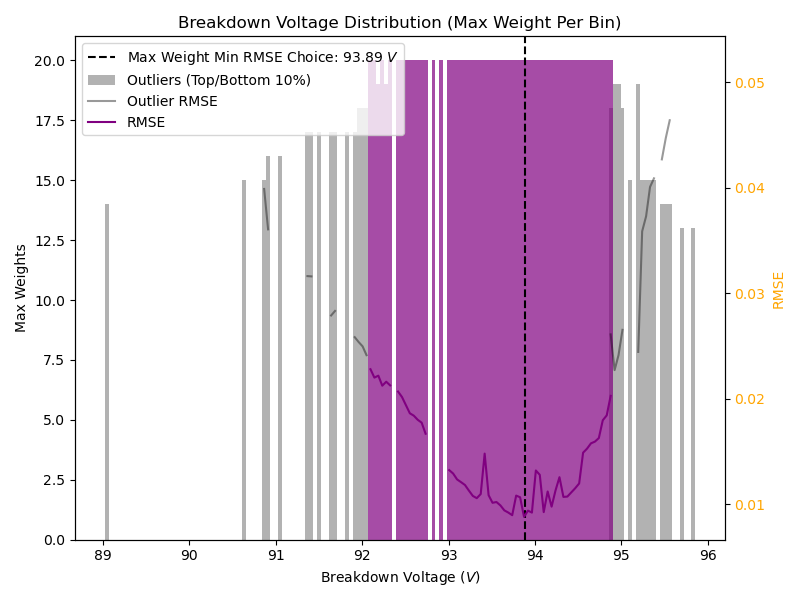 Breakdown Voltage Distribution (Max Weight Per Bin)
Max Weight Min RMSE Choice: 93.89 V
Outliers (Top/Bottom 10%)
Outlier RMSE
RMSE
20.0
17.5
15.0
12.5
10.0
7.5
5.0
2.5
0.0
Max Weights
0.05
0.04
0.03
0.02
0.01
RMSE
89 90 91 92 93 94 95 96
Breakdown Voltage (V)